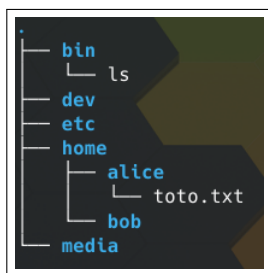 .
├── bin
│   └── ls
├── dev
├── etc
├── home
│   ├── alice
│   │   └── toto.txt
│   └── bob
└── media